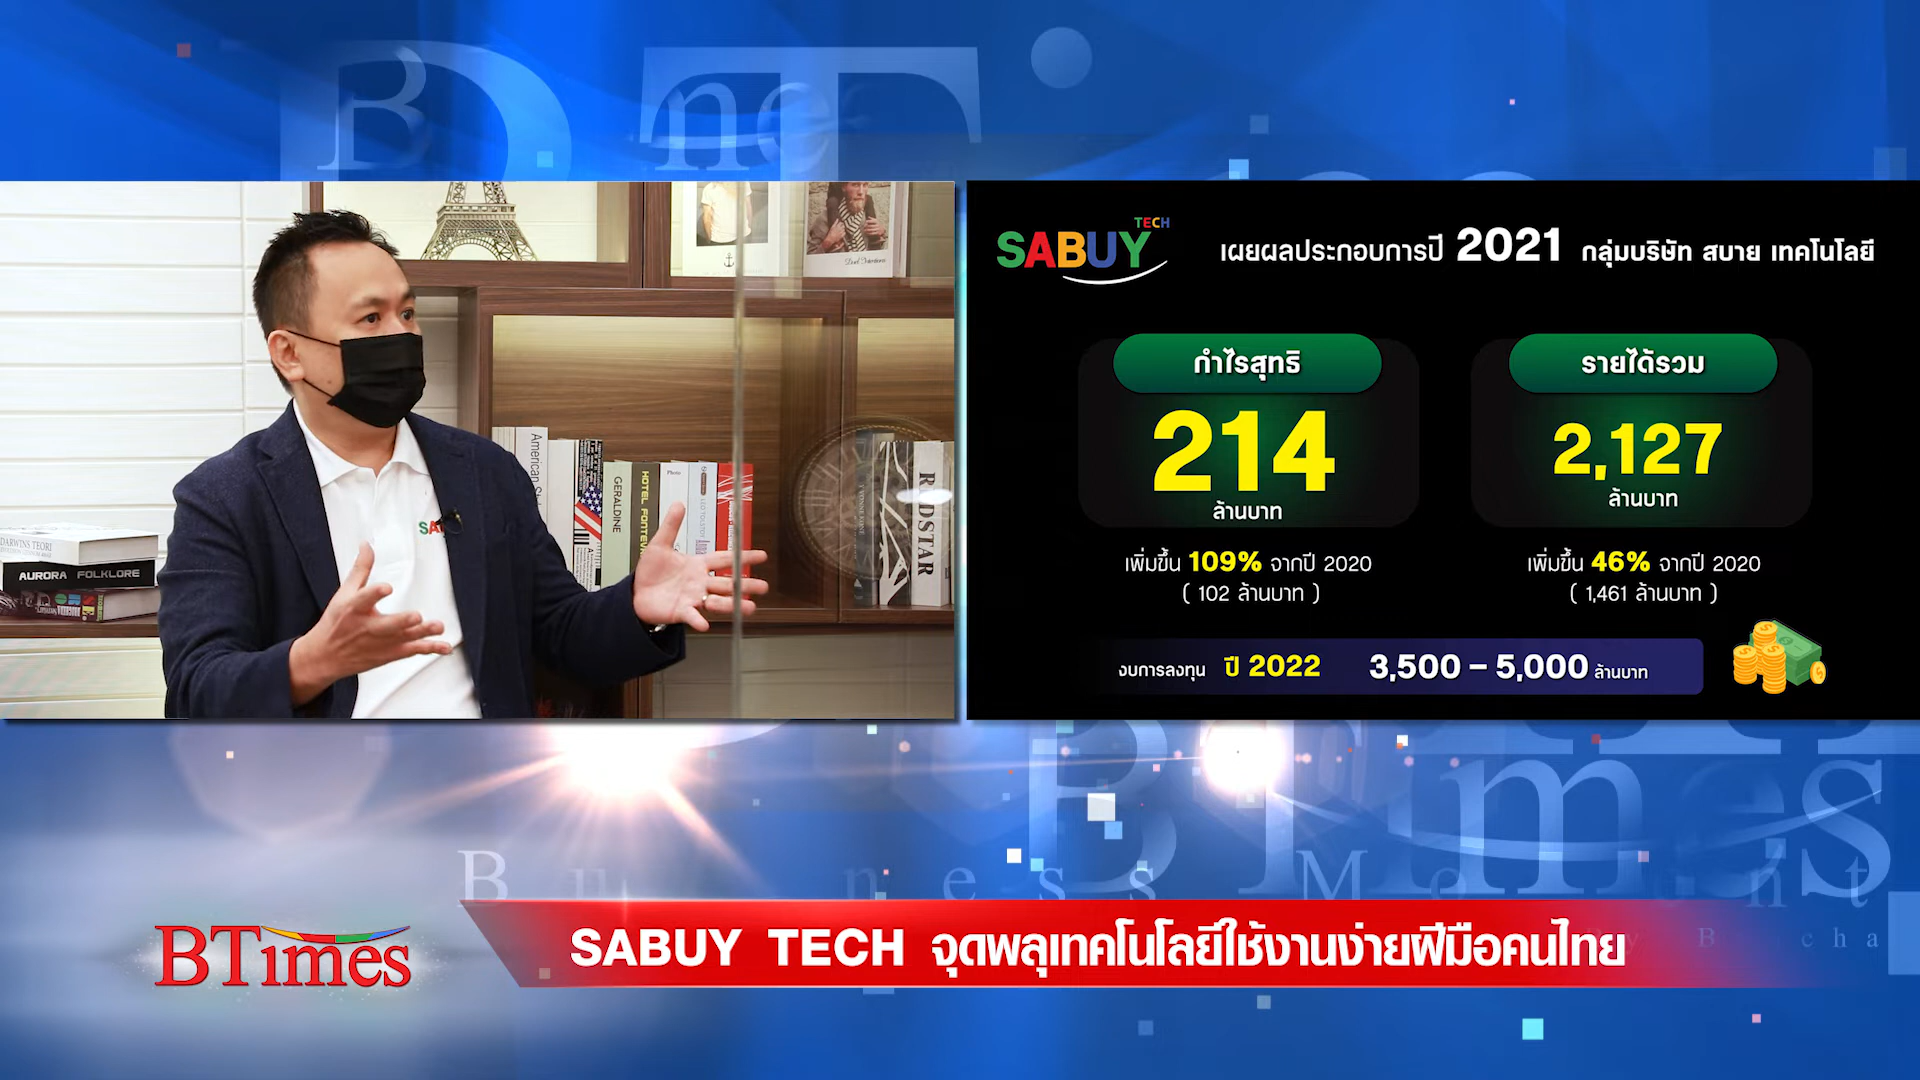 TECH
SABUY
เผยผลประกอบการปี 2021 กลุ่มบริษัท สบาย เทคโนโลยี
กำไรสุทธิ
214
ล้านบาท
เพิ่มขึ้น 109% จากปี 2020
( 102 ล้านบาท )
รายได้รวม
2,127
ล้านบาท
เพิ่มขึ้น 46% จากปี 2020
( 1,461 ล้านบาท )
งบการลงทุน ปี 2022 3,500 – 5,000 ล้านบาท
American
GERALDINE
HOTEL FONTEVR
Photo
LEO TOLSTOY
DARWINS TEORI
AURORA FOLKLORE
SA
BTimes
SABUY TECH จุดพลุเทคโนโลยีใช้งานง่ายฝีมือคนไทย